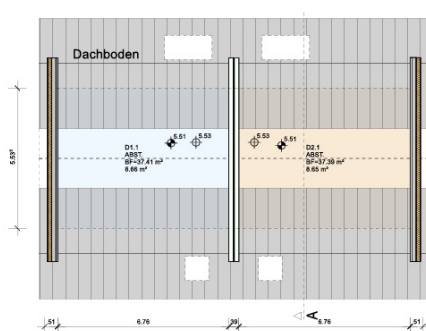 Dachboden
5.51 5.53 5.53 5.51
D1.1
ABST.
BF=37.41 m²
8.66 m²
D2.1
ABST.
BF=37.39 m²
8.65 m²
5.53⁵
A
.51 6.76 .39 6.76 .51